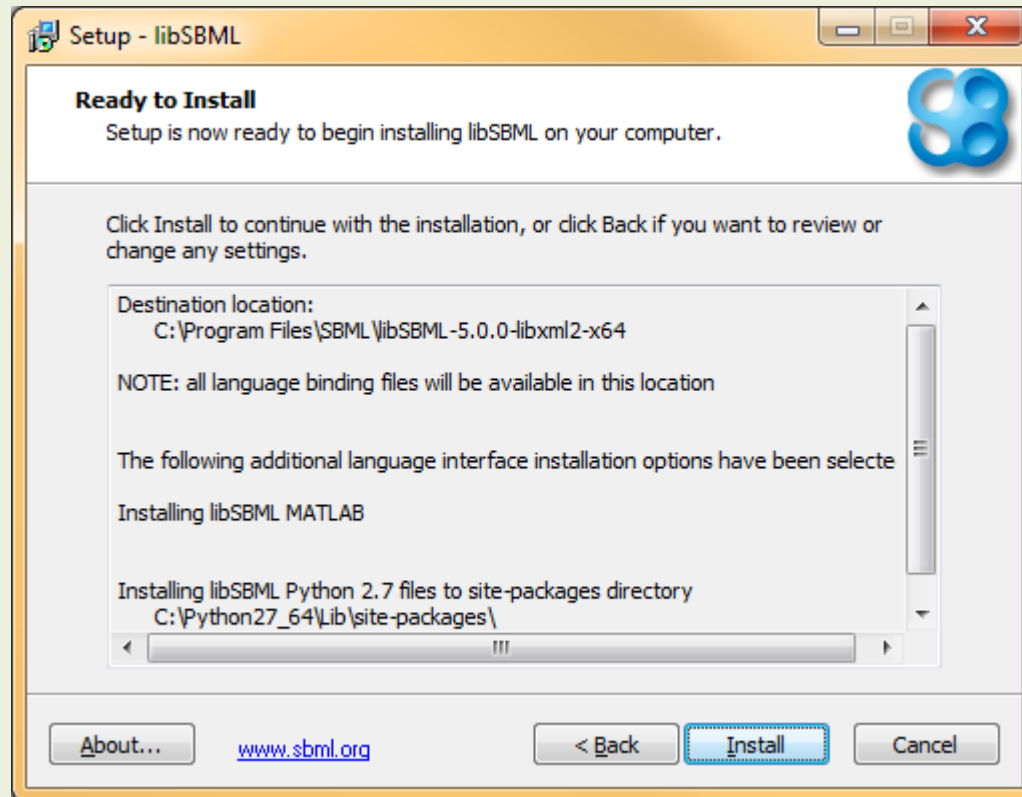 Setup - libSBML
Ready to Install
Setup is now ready to begin installing libSBML on your computer.
Click Install to continue with the installation, or click Back if you want to review or
change any settings.
Destination location:
C:\Program Files\SBML\libSBML-5.0.0-libxml2-x64
NOTE: all language binding files will be available in this location
The following additional language interface installation options have been selecte
Installing libSBML MATLAB
Installing libSBML Python 2.7 files to site-packages directory
C:\Python27_64\Lib\site-packages\
About... www.sbml.org < Back Install Cancel